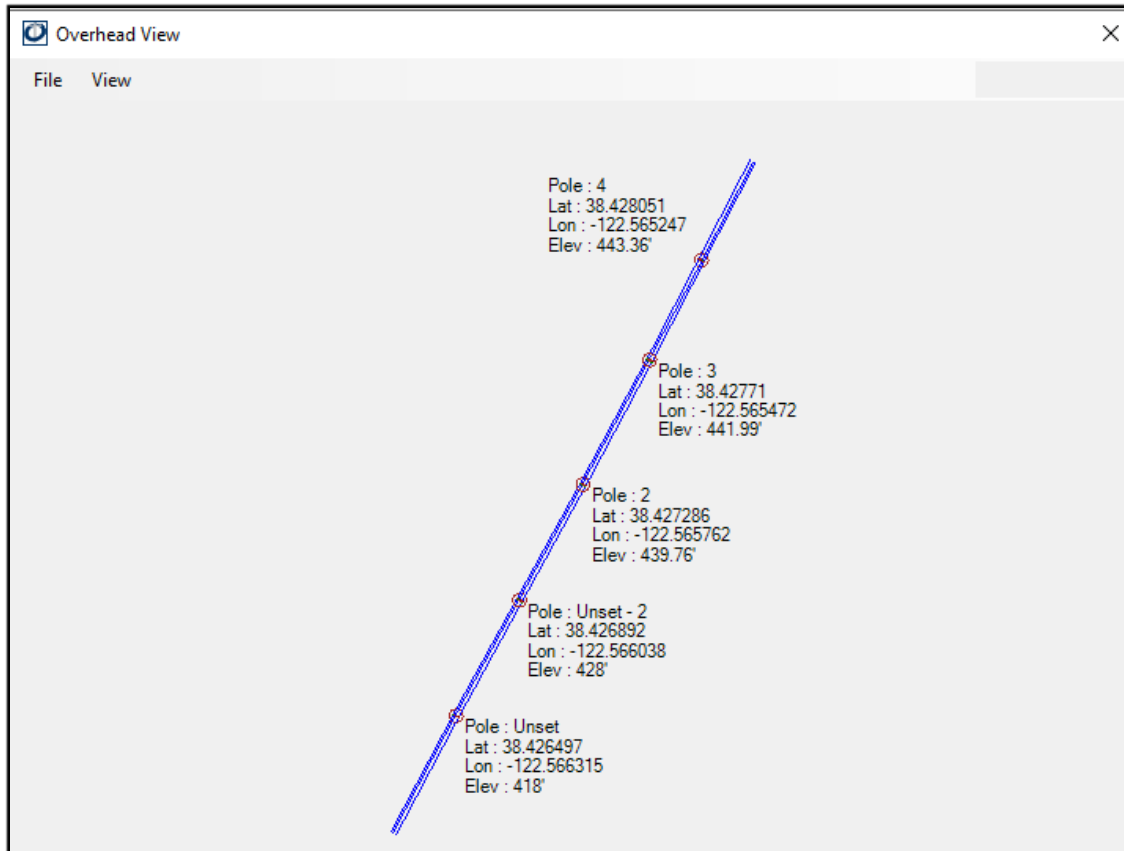 Overhead View
File View
Pole : 4
Lat : 38.428051
Lon : -122.565247
Elev : 443.36'
Pole : 3
Lat : 38.42771
Lon : -122.565472
Elev : 441.99'
Pole : 2
Lat : 38.427286
Lon : -122.565762
Elev : 439.76'
Pole : Unset - 2
Lat : 38.426892
Lon : -122.566038
Elev : 428'
Pole : Unset
Lat : 38.426497
Lon : -122.566315
Elev : 418'